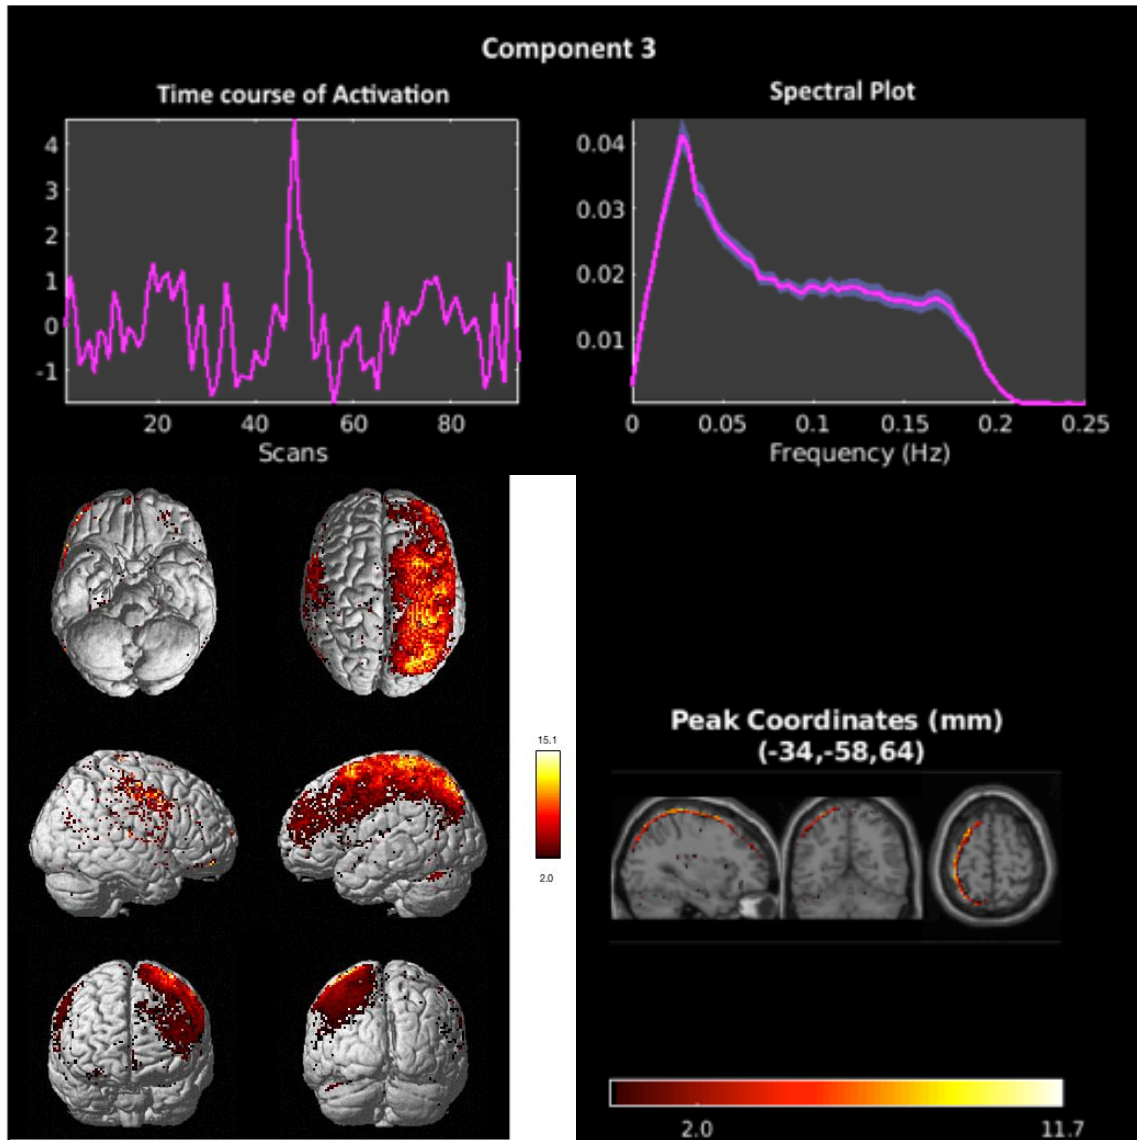 Component 3
Time course of Activation
4
3
2
1
0
-1
20 40 60 80
Scans
Spectral Plot
0.04
0.03
0.02
0.01
0 0.05 0.1 0.15 0.2 0.25
Frequency (Hz)
15.1
2.0
Peak Coordinates (mm)
(-34,-58,64)
2.0 11.7